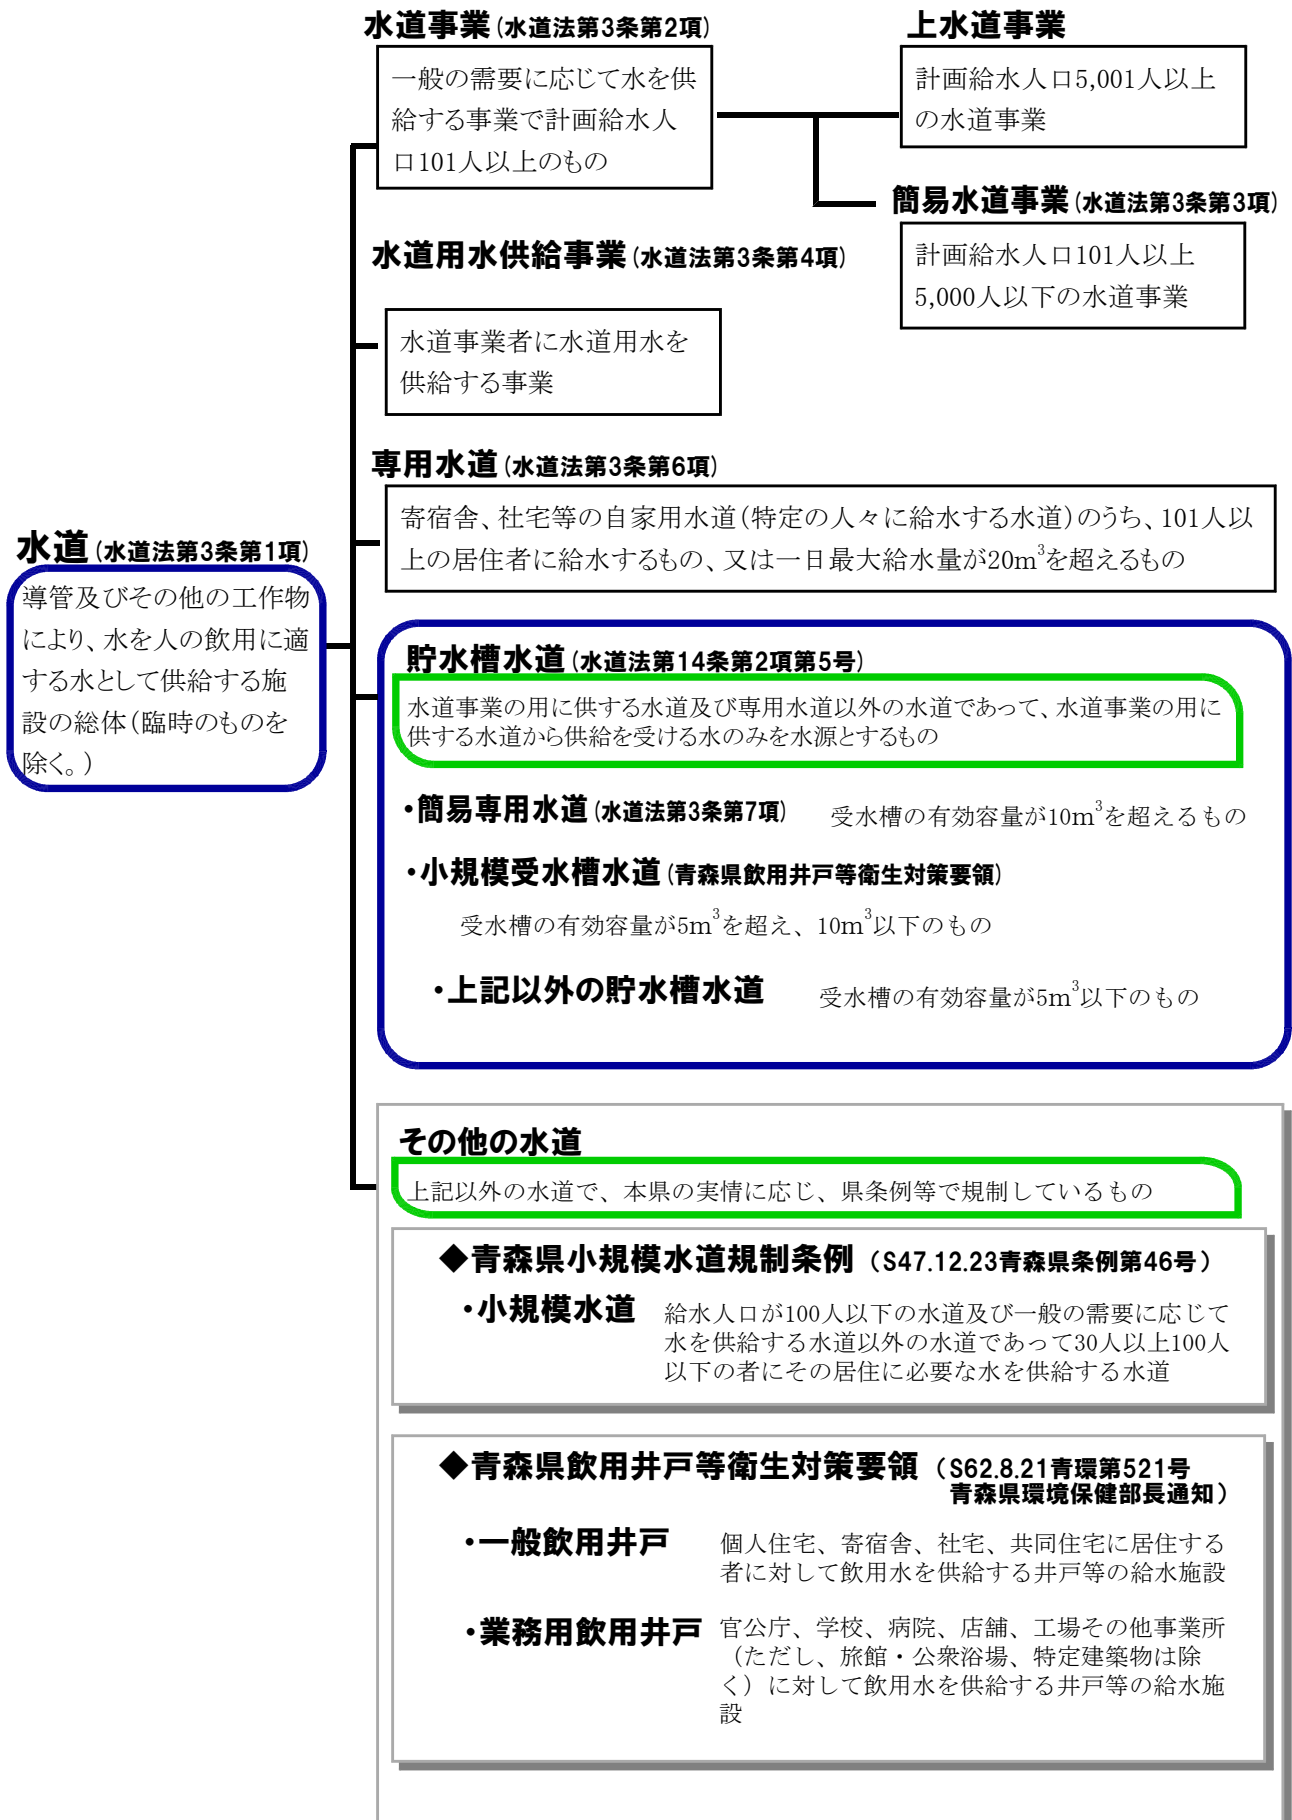 水道事業(水道法第3条第2項)
一般の需要に応じて水を供
給する事業で計画給水人
口101人以上のもの
上水道事業
計画給水人口5,001人以上
の水道事業
簡易水道事業(水道法第3条第3項)
計画給水人口101人以上
5,000人以下の水道事業
水道用水供給事業(水道法第3条第4項)
水道事業者に水道用水を
供給する事業
専用水道(水道法第3条第6項)
寄宿舎、社宅等の自家用水道(特定の人々に給水する水道)のうち、101人以
上の居住者に給水するもの、又は一日最大給水量が20m³を超えるもの
水道(水道法第3条第1項)
導管及びその他の工作物
により、水を人の飲用に適
する水として供給する施
設の総体(臨時のものを
除く。)
貯水槽水道(水道法第14条第2項第5号)
水道事業の用に供する水道及び専用水道以外の水道であって、水道事業の用に
供する水道から供給を受ける水のみを水源とするもの
・簡易専用水道(水道法第3条第7項) 受水槽の有効容量が10m³を超えるもの
・小規模受水槽水道(青森県飲用井戸等衛生対策要領)
受水槽の有効容量が5m³を超え、10m³以下のもの
・上記以外の貯水槽水道 受水槽の有効容量が5m³以下のもの
その他の水道
上記以外の水道で、本県の実情に応じ、県条例等で規制しているもの
◆青森県小規模水道規制条例（S47.12.23青森県条例第46号）
・小規模水道 給水人口が100人以下の水道及び一般の需要に応じて
水を供給する水道以外の水道であって30人以上100人
以下の者にその居住に必要な水を供給する水道
◆青森県飲用井戸等衛生対策要領（S62.8.21青環第521号
青森県環境保健部長通知）
・一般飲用井戸 個人住宅、寄宿舎、社宅、共同住宅に居住する
者に対して飲用水を供給する井戸等の給水施設
・業務用飲用井戸 官公庁、学校、病院、店舗、工場その他事業所
（ただし、旅館・公衆浴場、特定建築物は除
く）に対して飲用水を供給する井戸等の給水施
設